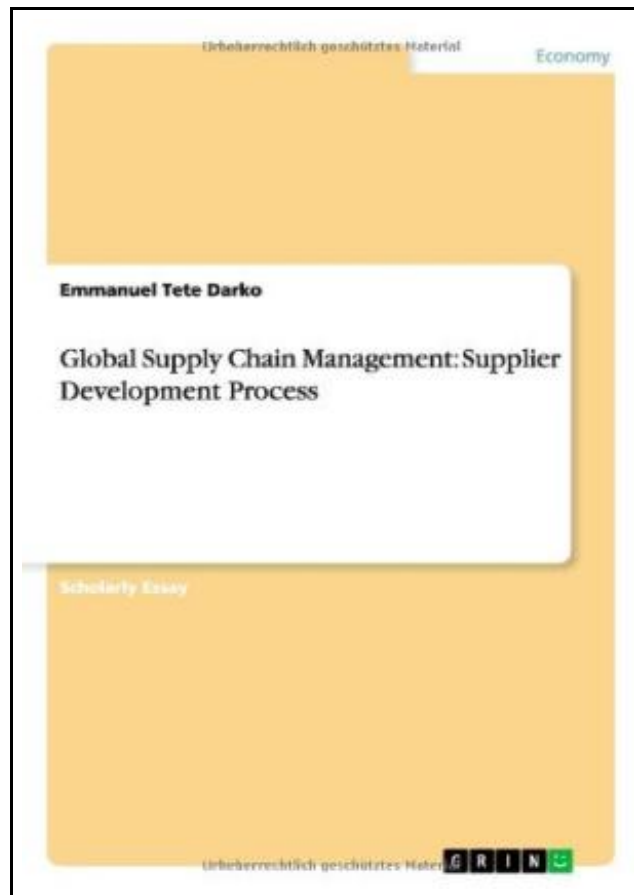 Urheberrechtlich geschütztes Material
Economy
Emmanuel Tete Darko
Global Supply Chain Management: Supplier
Development Process
Scholarly Essay
Urheberrechtlich geschütztes Mater
GRIN